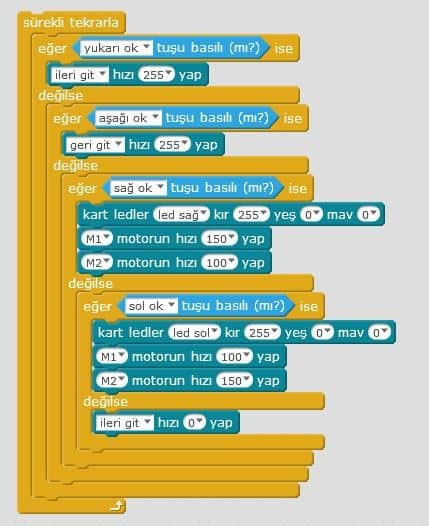 sürekli tekrarla
eğer yukarı ok tuşu basılı (mı?) ise
ileri git hızı 255 yap
değilse
eğer aşağı ok tuşu basılı (mı?) ise
geri git hızı 255 yap
değilse
eğer sağ ok tuşu basılı (mı?) ise
kart ledler led sağ kır 255 yeş 0 mav 0
M1 motorun hızı 150 yap
M2 motorun hızı 100 yap
değilse
eğer sol ok tuşu basılı (mı?) ise
kart ledler led sol kır 255 yeş 0 mav 0
M1 motorun hızı 100 yap
M2 motorun hızı 150 yap
değilse
ileri git hızı 0 yap